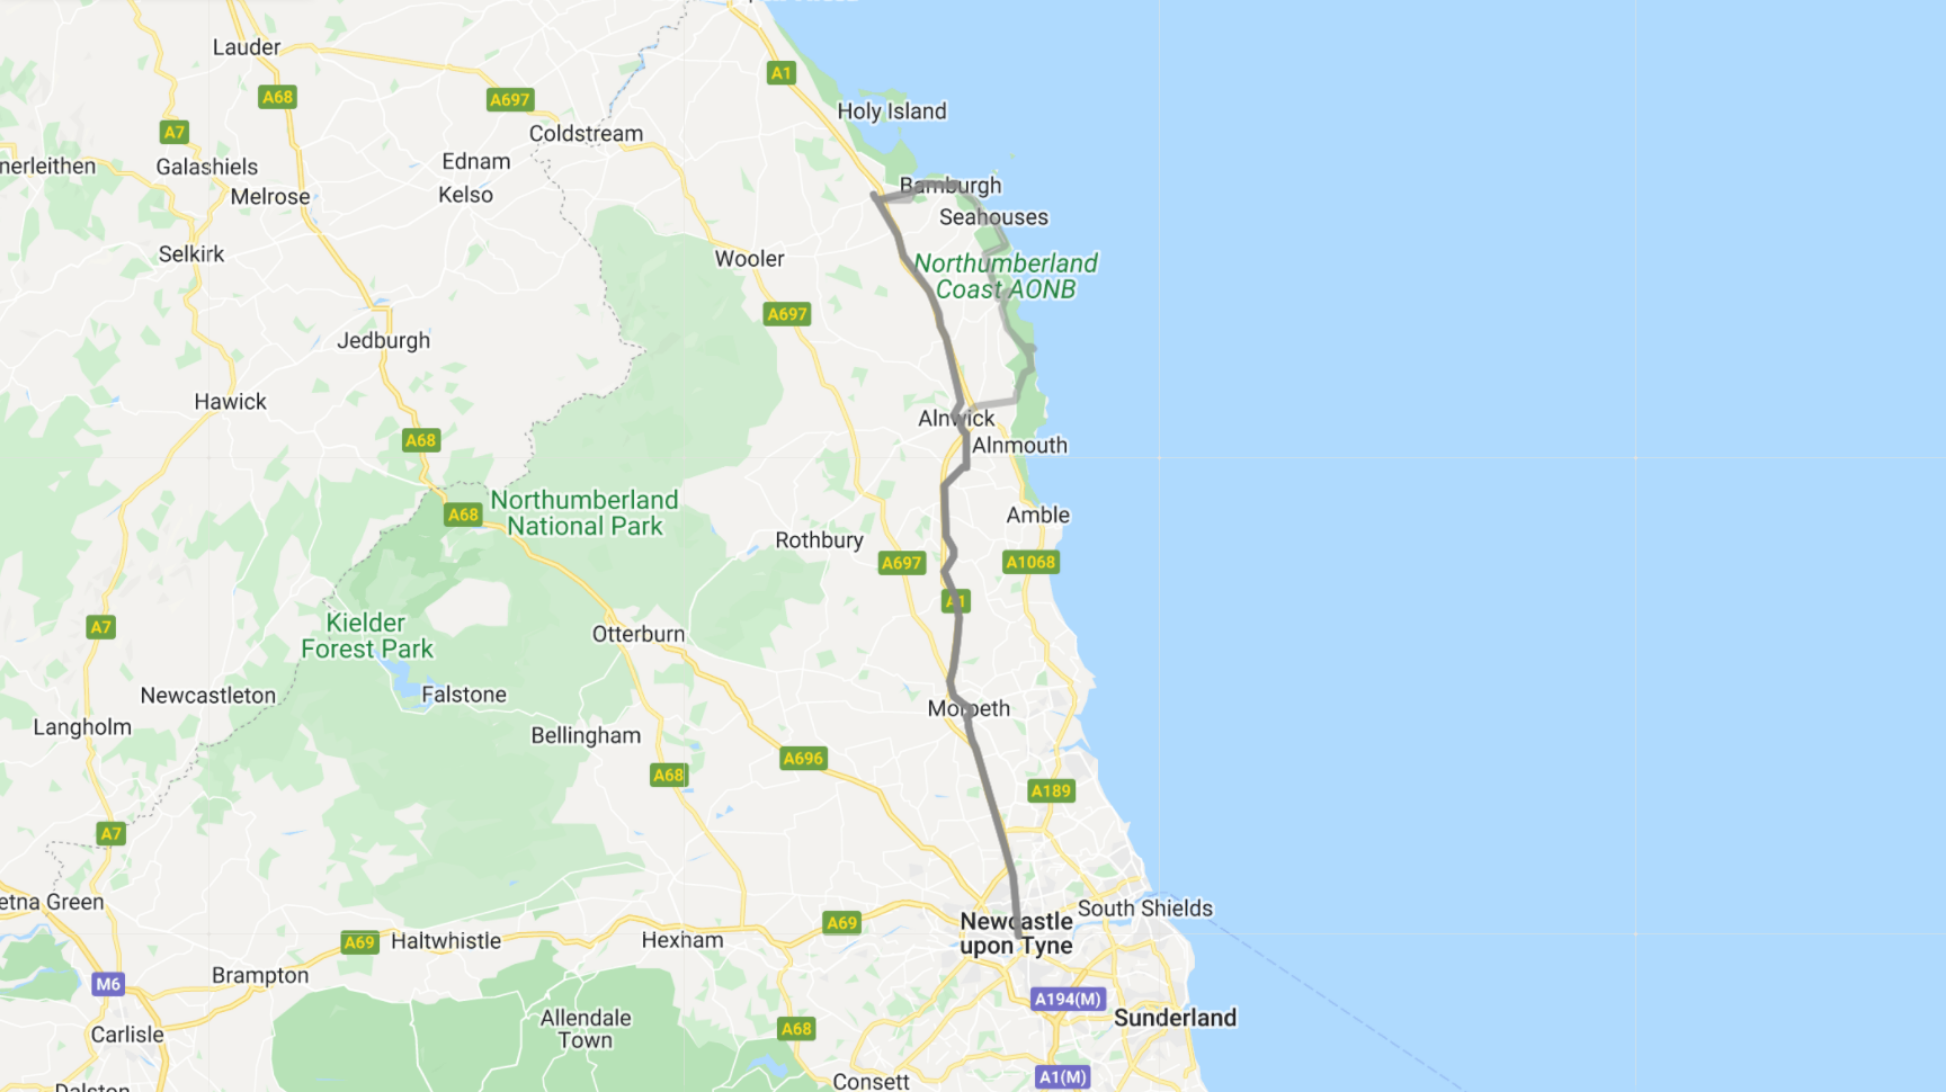 Lauder
A1
A68
A697
Holy Island
A7
Coldstream
nerleithen
Galashiels
Ednam
Melrose
Kelso
Bamburgh
Seahouses
Selkirk
Wooler
Northumberland
Coast AONB
A697
Jedburgh
Hawick
Alnwick
A68
Alnmouth
Northumberland
National Park
A68
Amble
Rothbury
A697
A1068
A1
Kielder
Forest Park
A7
Otterburn
Newcastleton
Falstone
Morpeth
Langholm
Bellingham
A696
A68
A189
A7
etna Green
South Shields
Newcastle
upon Tyne
A69
A69
Haltwhistle
Hexham
Brampton
M6
A194(M)
Allendale
Town
Sunderland
A68
Carlisle
A1(M)
Consett
Dalston